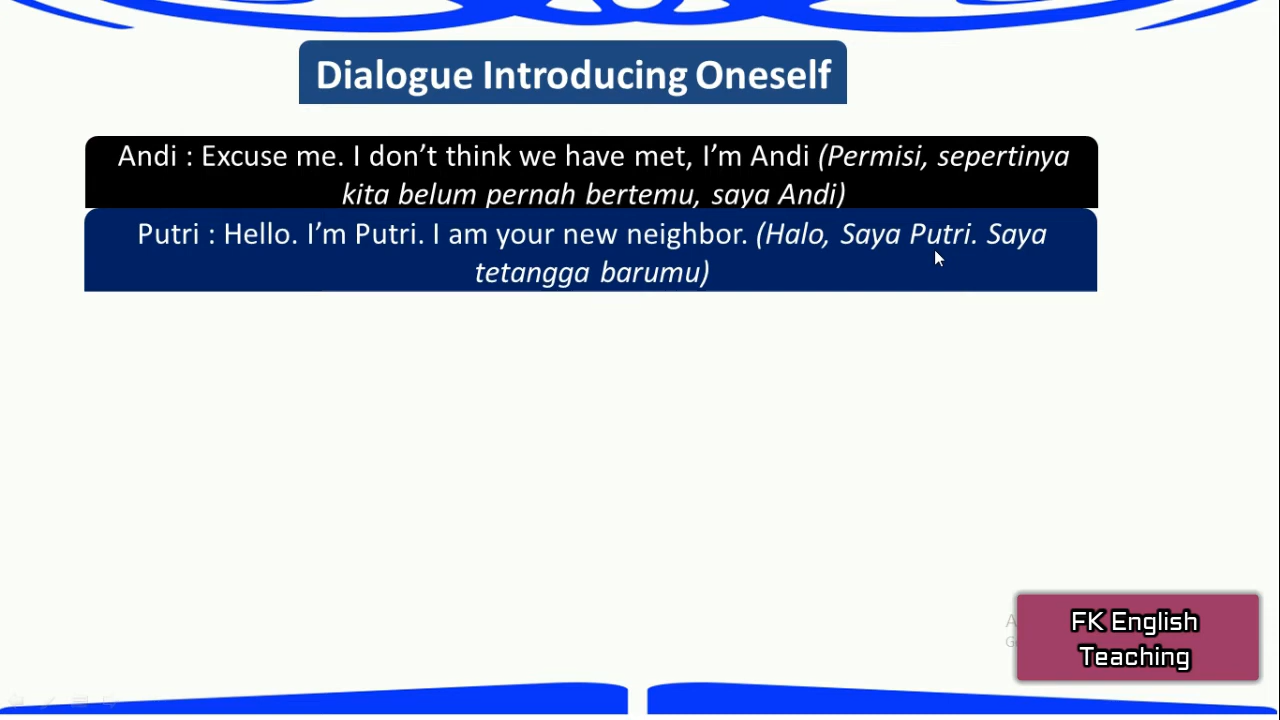 Dialogue Introducing Oneself
Andi : Excuse me. I don’t think we have met, I’m Andi (Permisi, sepertinya
kita belum pernah bertemu, saya Andi)
Putri : Hello. I’m Putri. I am your new neighbor. (Halo, Saya Putri. Saya
tetangga barumu)
FK English
Teaching